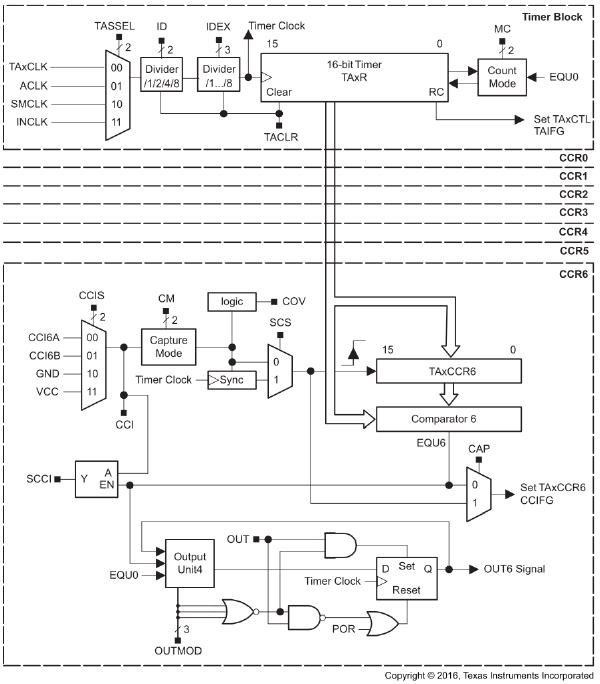 Timer Block
TASSEL
ID
IDEX
Timer Clock
15
0
MC
2
2
3
2
TAxCLK
ACLK
SMCLK
INCLK
00
01
10
11
Divider
/1/2/4/8
Divider
/1.../8
16-bit Timer
TAxR
Clear
RC
Count
Mode
EQU0
TACLR
Set TAxCTL
TAIFG
CCR0
CCR1
CCR2
CCR3
CCR4
CCR5
CCR6
CCIS
2
CM
2
logic
COV
SCS
CCI6A
CCI6B
GND
VCC
00
01
10
11
Capture
Mode
Timer Clock
Sync
0
1
15
0
TAxCCR6
CCI
Comparator 6
EQU6
CAP
SCCI
Y
A
EN
0
1
Set TAxCCR6
CCIFG
OUT
EQU0
Output
Unit4
Timer Clock
D
Set
Q
Reset
OUT6 Signal
POR
3
OUTMOD
Copyright © 2016, Texas Instruments Incorporated